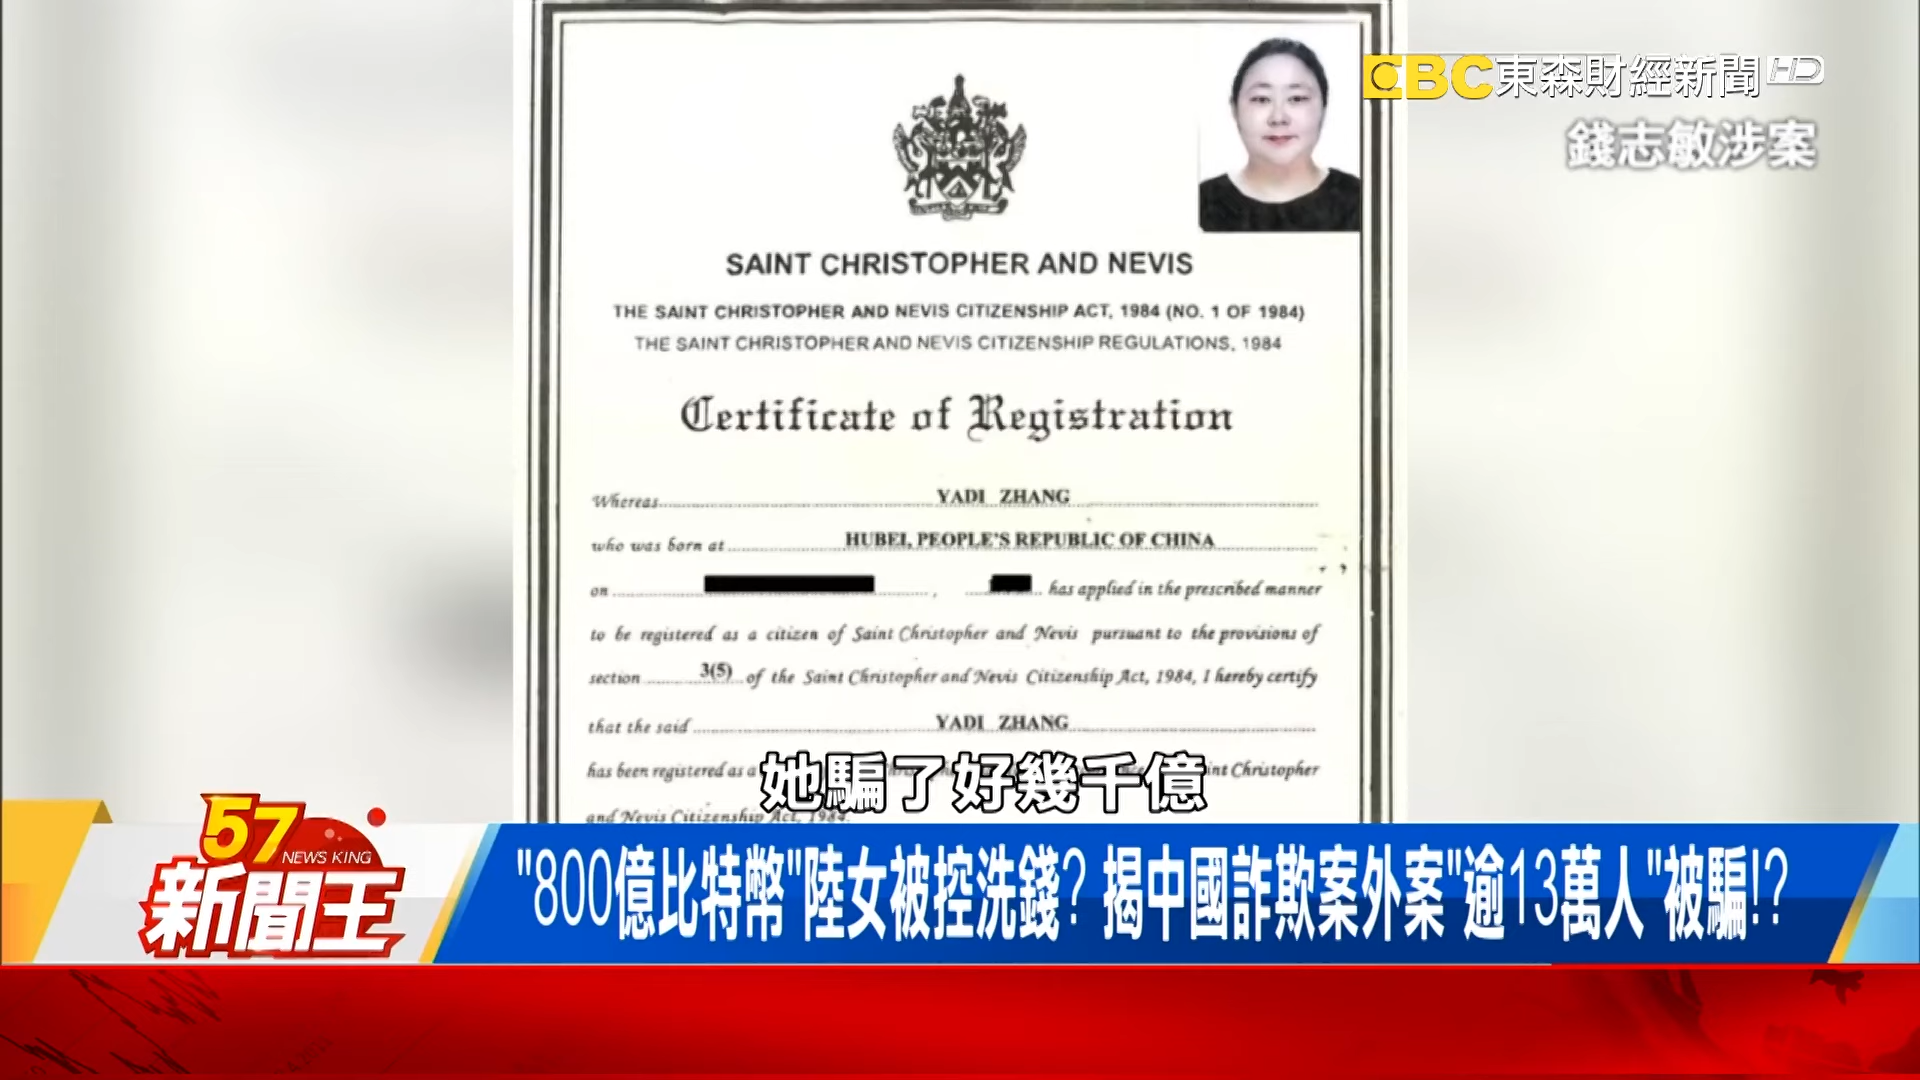 EBC東森財經新聞HD
錢志敏涉案
SAINT CHRISTOPHER AND NEVIS
THE SAINT CHRISTOPHER AND NEVIS CITIZENSHIP ACT, 1984 (NO. 1 OF 1984)
THE SAINT CHRISTOPHER AND NEVIS CITIZENSHIP REGULATIONS, 1984
Certificate of Registration
Whereas YADI ZHANG
who was born at HUBEI, PEOPLE'S REPUBLIC OF CHINA
on , has applied in the prescribed manner
to be registered as a citizen of Saint Christopher and Nevis pursuant to the provisions of
section 3(5) of the Saint Christopher and Nevis Citizenship Act, 1984, I hereby certify
that the said YADI ZHANG
has been registered as a int Christopher
and Nevis Citizenship Act, 1984.
她騙了好幾千億
57
NEWS KING
新聞王
"800億比特幣"陸女被控洗錢? 揭中國詐欺案外案"逾13萬人"被騙!?